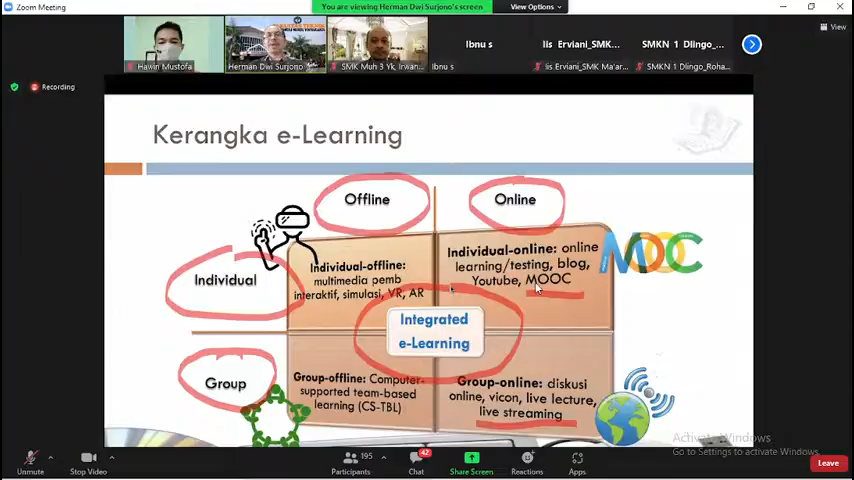 Zoom Meeting
You are viewing Herman Dwi Surjono's screen
View Options
View
Hawin Mustofa
Herman Dwi Surjono
SMK Muh 3 Yk, Irwan...
Ibnu s
Ibnu s
Iis Erviani_SMK...
Iis Erviani_SMK Ma'ar...
SMKN 1 Dlingo_...
SMKN 1 Dlingo_Roha...
Recording
Kerangka e-Learning
Offline
Online
Individual
Individual-offline:
multimedia pemb
interaktif, simulasi, VR, AR
Individual-online: online
learning/testing, blog,
Youtube, MOOC
MOOC
Integrated
e-Learning
Group
Group-offline: Computer-
supported team-based
learning (CS-TBL)
Group-online: diskusi
online, vicon, live lecture,
live streaming
Activate Windows
Go to Settings to activate Windows.
Unmute
Stop Video
195
Participants
42
Chat
Share Screen
Reactions
Apps
Leave